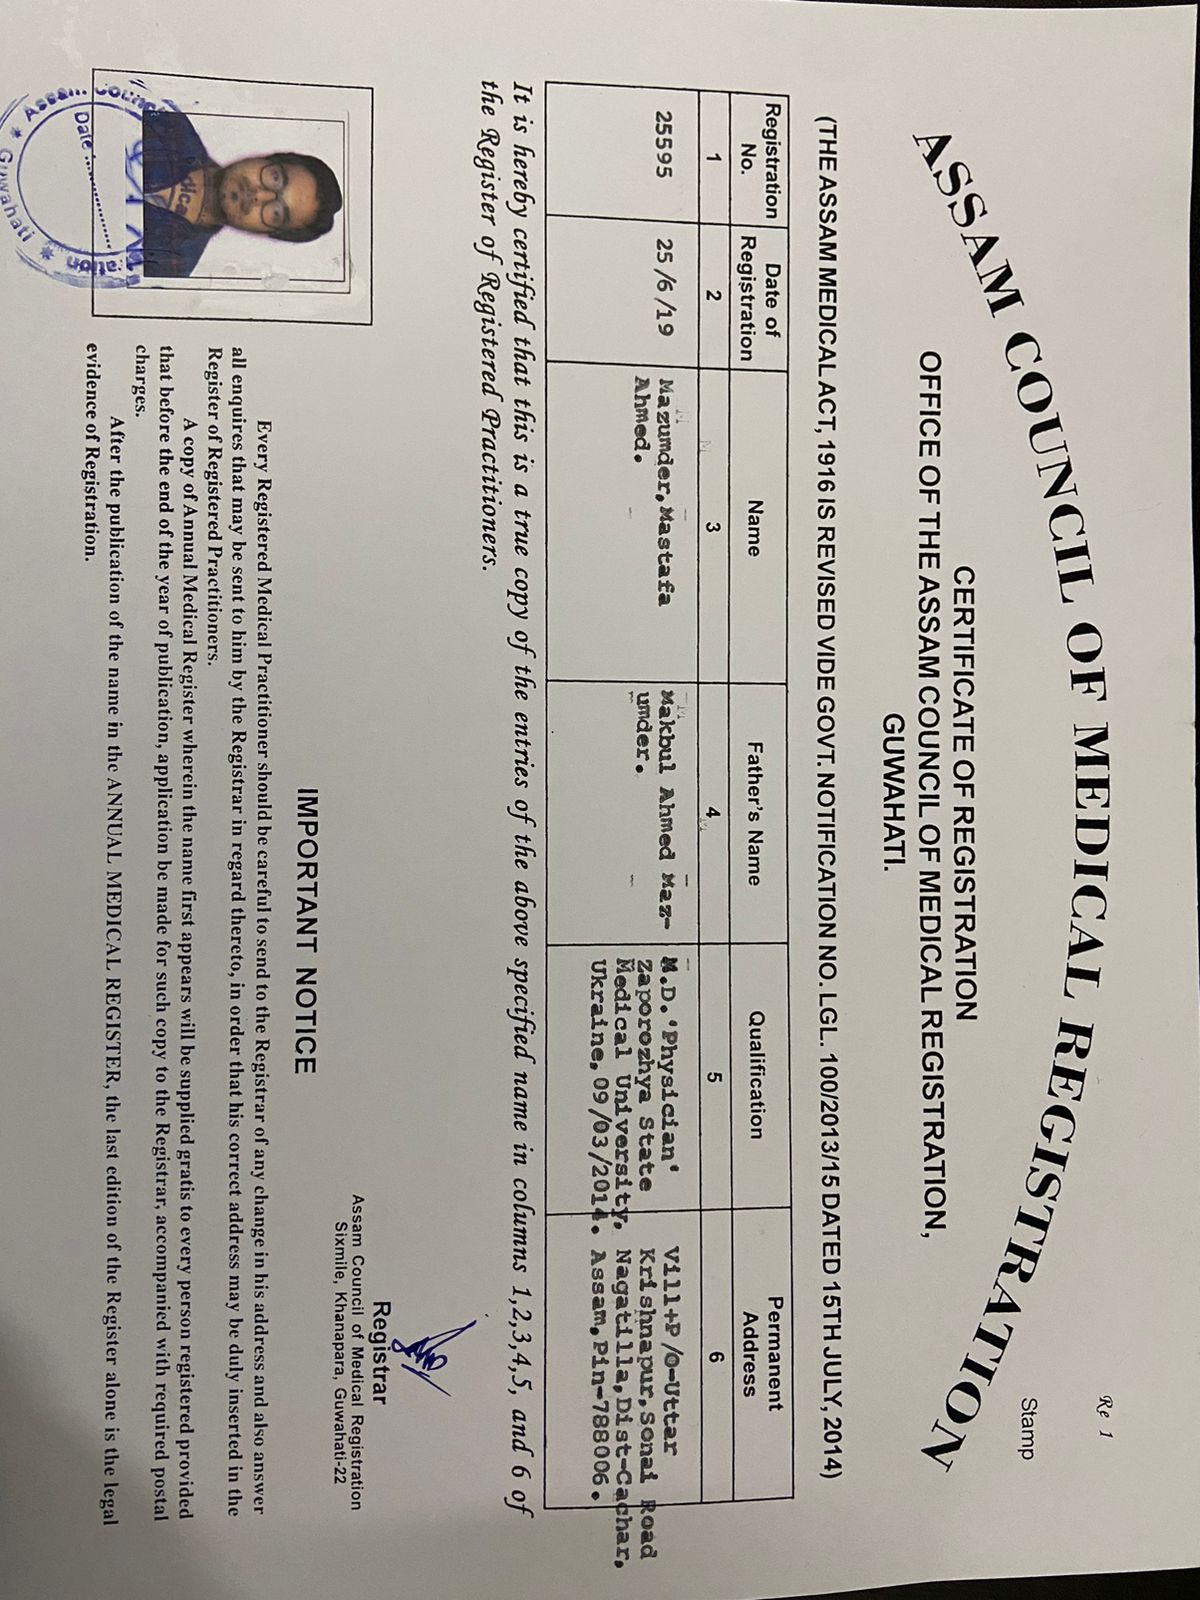 Re 1
Stamp
ASSAM COUNCIL OF MEDICAL REGISTRATION
CERTIFICATE OF REGISTRATION
OFFICE OF THE ASSAM COUNCIL OF MEDICAL REGISTRATION,
GUWAHATI.
(THE ASSAM MEDICAL ACT, 1916 IS REVISED VIDE GOVT. NOTIFICATION NO. LGL. 100/2013/15 DATED 15TH JULY, 2014)
Registration No.
Date of Registration
Name
Father's Name
Qualification
Permanent Address
1 2 3 4 5 6
25595
25/6/19
Mazumder,Mastafa
Ahmed.
Makbul Ahmed Maz-
umder.
M.D.'Physician'
Zaporozhya State
Medical University,
Ukraine,09/03/2014.
Vill+P/O-Uttar
Krishnapur,Sonai Road
Nagatilla,Dist-Cachar,
Assam,Pin-788006.
It is hereby certified that this is a true copy of the entries of the above specified name in columns 1,2,3,4,5, and 6 of
the Register of Registered Practitioners.
Registrar
Assam Council of Medical Registration
Sixmile, Khanapara, Guwahati-22
IMPORTANT NOTICE
Every Registered Medical Practitioner should be careful to send to the Registrar of any change in his address and also answer
all enquires that may be sent to him by the Registrar in regard thereto, in order that his correct address may be duly inserted in the
Register of Registered Practitioners.
A copy of Annual Medical Register wherein the name first appears will be supplied gratis to every person registered provided
that before the end of the year of publication, application be made for such copy to the Registrar, accompanied with required postal
charges.
After the publication of the name in the ANNUAL MEDICAL REGISTER, the last edition of the Register alone is the legal
evidence of Registration.
Assam Counc
Date
Guwahati